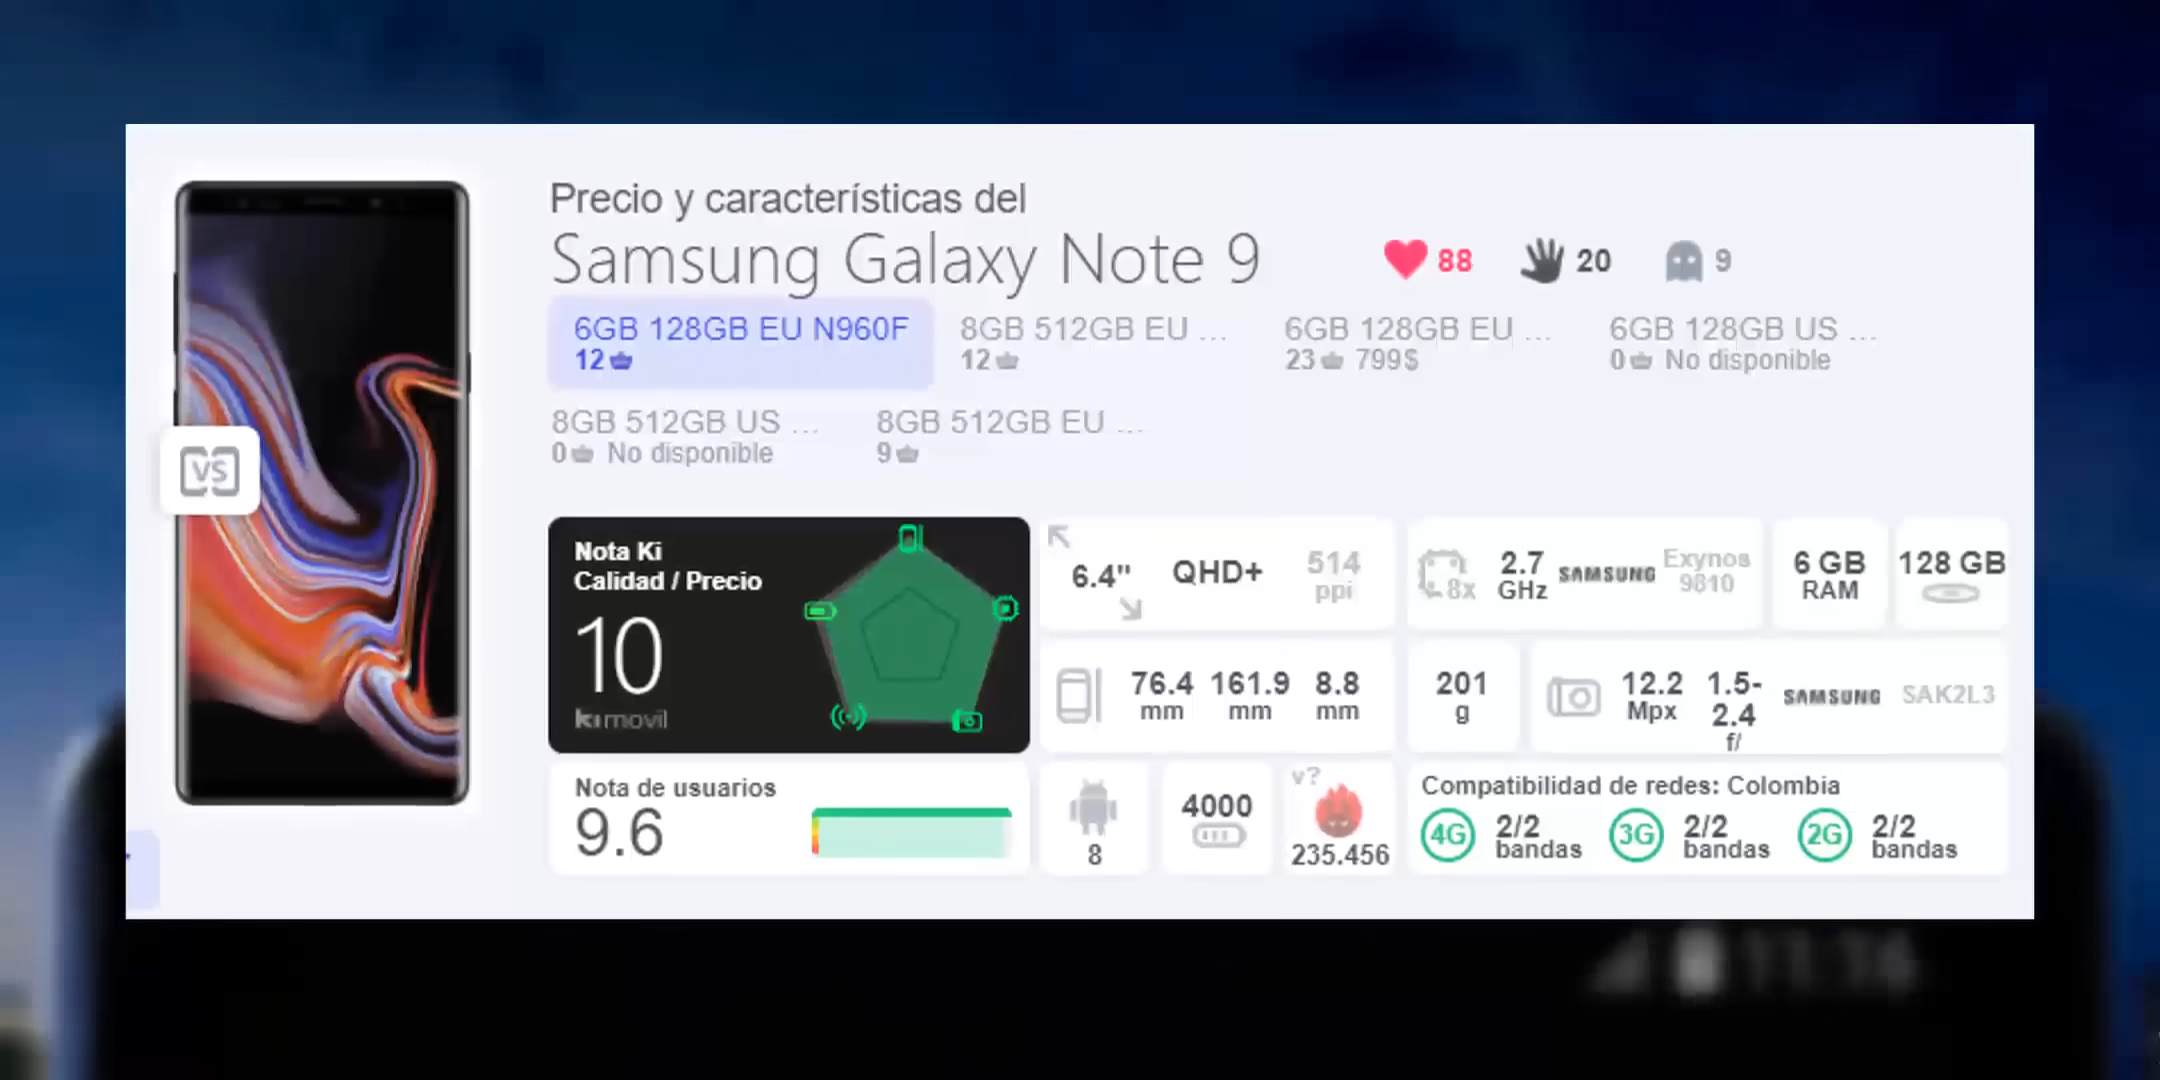 Precio y características del
Samsung Galaxy Note 9
88
20
9
6GB 128GB EU N960F
12
8GB 512GB EU ...
12
6GB 128GB EU ...
23 799$
6GB 128GB US ...
0 No disponible
8GB 512GB US ...
0 No disponible
8GB 512GB EU ...
9
VS
Nota Ki
Calidad / Precio
10
kimovil
6.4"
QHD+
514
ppi
8x
2.7
GHz
SAMSUNG
Exynos
9810
6 GB
RAM
128 GB
76.4
mm
161.9
mm
8.8
mm
201
g
12.2
Mpx
1.5-
2.4
f/
SAMSUNG
SAK2L3
Nota de usuarios
9.6
8
4000
v?
235.456
Compatibilidad de redes: Colombia
4G
2/2
bandas
3G
2/2
bandas
2G
2/2
bandas